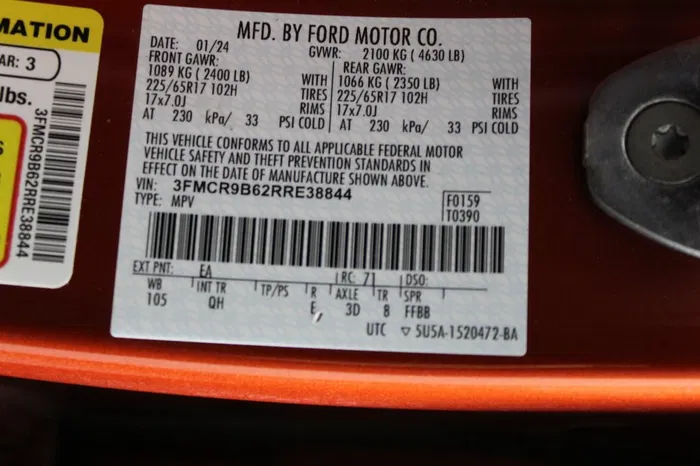 MATION
AR: 3
lbs.
3FMCR9B62RRE38844
MFD. BY FORD MOTOR CO.
DATE: 01/24 GVWR: 2100 KG ( 4630 LB)
FRONT GAWR: REAR GAWR:
1089 KG ( 2400 LB) WITH 1066 KG ( 2350 LB) WITH
225/65R17 102H TIRES 225/65R17 102H TIRES
17x7.0J RIMS 17x7.0J RIMS
AT 230 kPa/ 33 PSI COLD AT 230 kPa/ 33 PSI COLD
THIS VEHICLE CONFORMS TO ALL APPLICABLE FEDERAL MOTOR
VEHICLE SAFETY AND THEFT PREVENTION STANDARDS IN
EFFECT ON THE DATE OF MANUFACTURE SHOWN ABOVE.
VIN: 3FMCR9B62RRE38844 F0159
TYPE: MPV T0390
EXT PNT: EA RC: 71 DSO:
WB INT TR TP/PS R AXLE TR SPR
105 QH E, 3D 8 FFBB
UTC ▽ 5U5A-1520472-BA